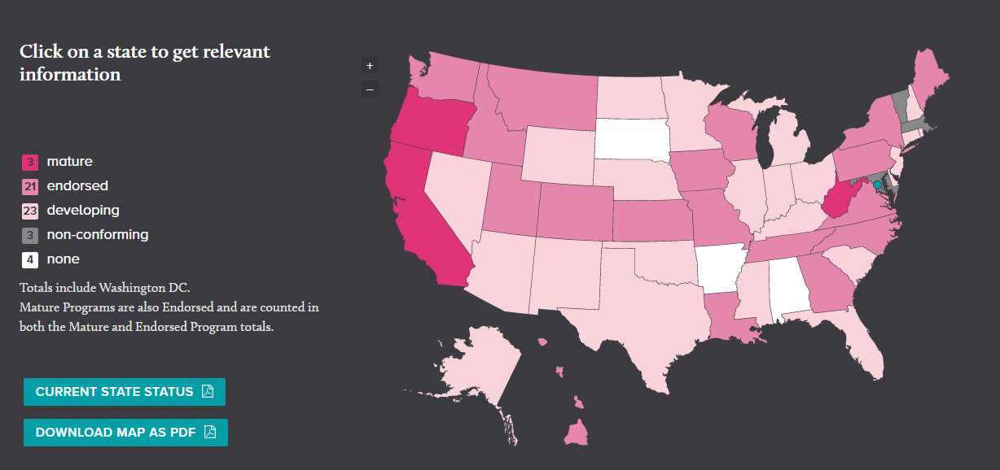 Click on a state to get relevant
information
+
–
3 mature
21 endorsed
23 developing
3 non-conforming
4 none
Totals include Washington DC.
Mature Programs are also Endorsed and are counted in
both the Mature and Endorsed Program totals.
CURRENT STATE STATUS
DOWNLOAD MAP AS PDF